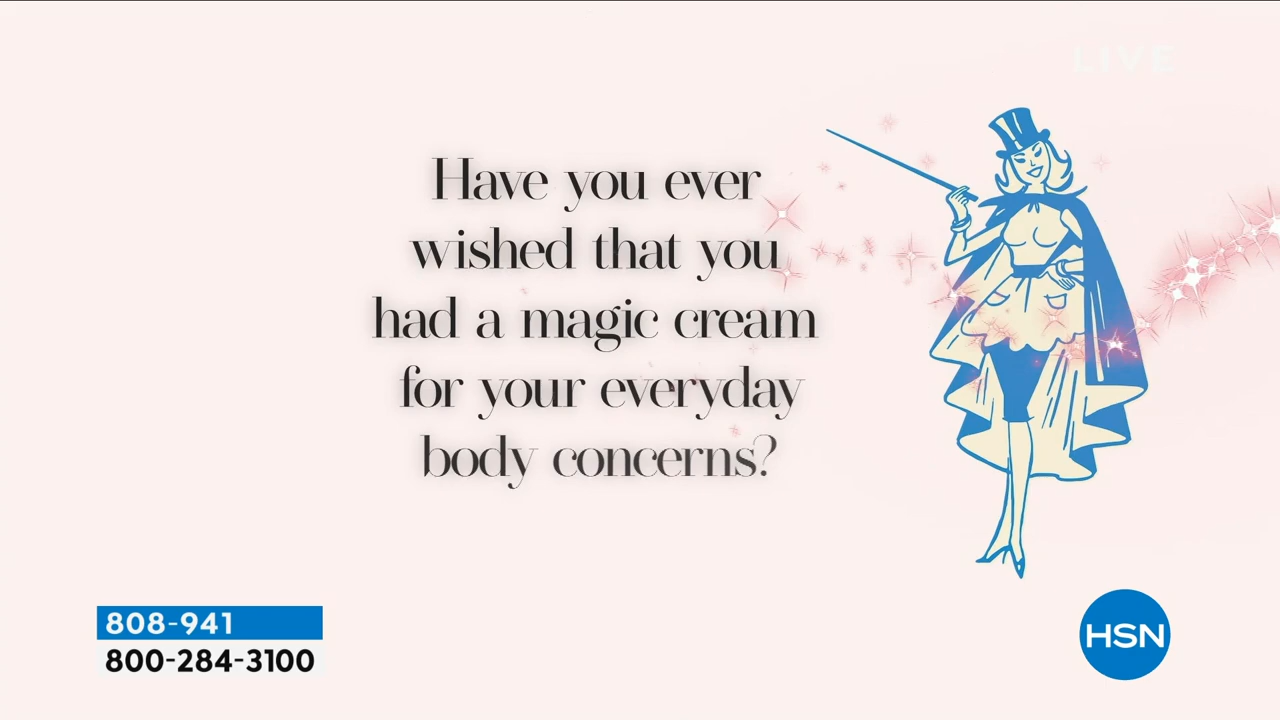 LIVE
Have you ever
wished that you
had a magic cream
for your everyday
body concerns?
808-941
800-284-3100
HSN